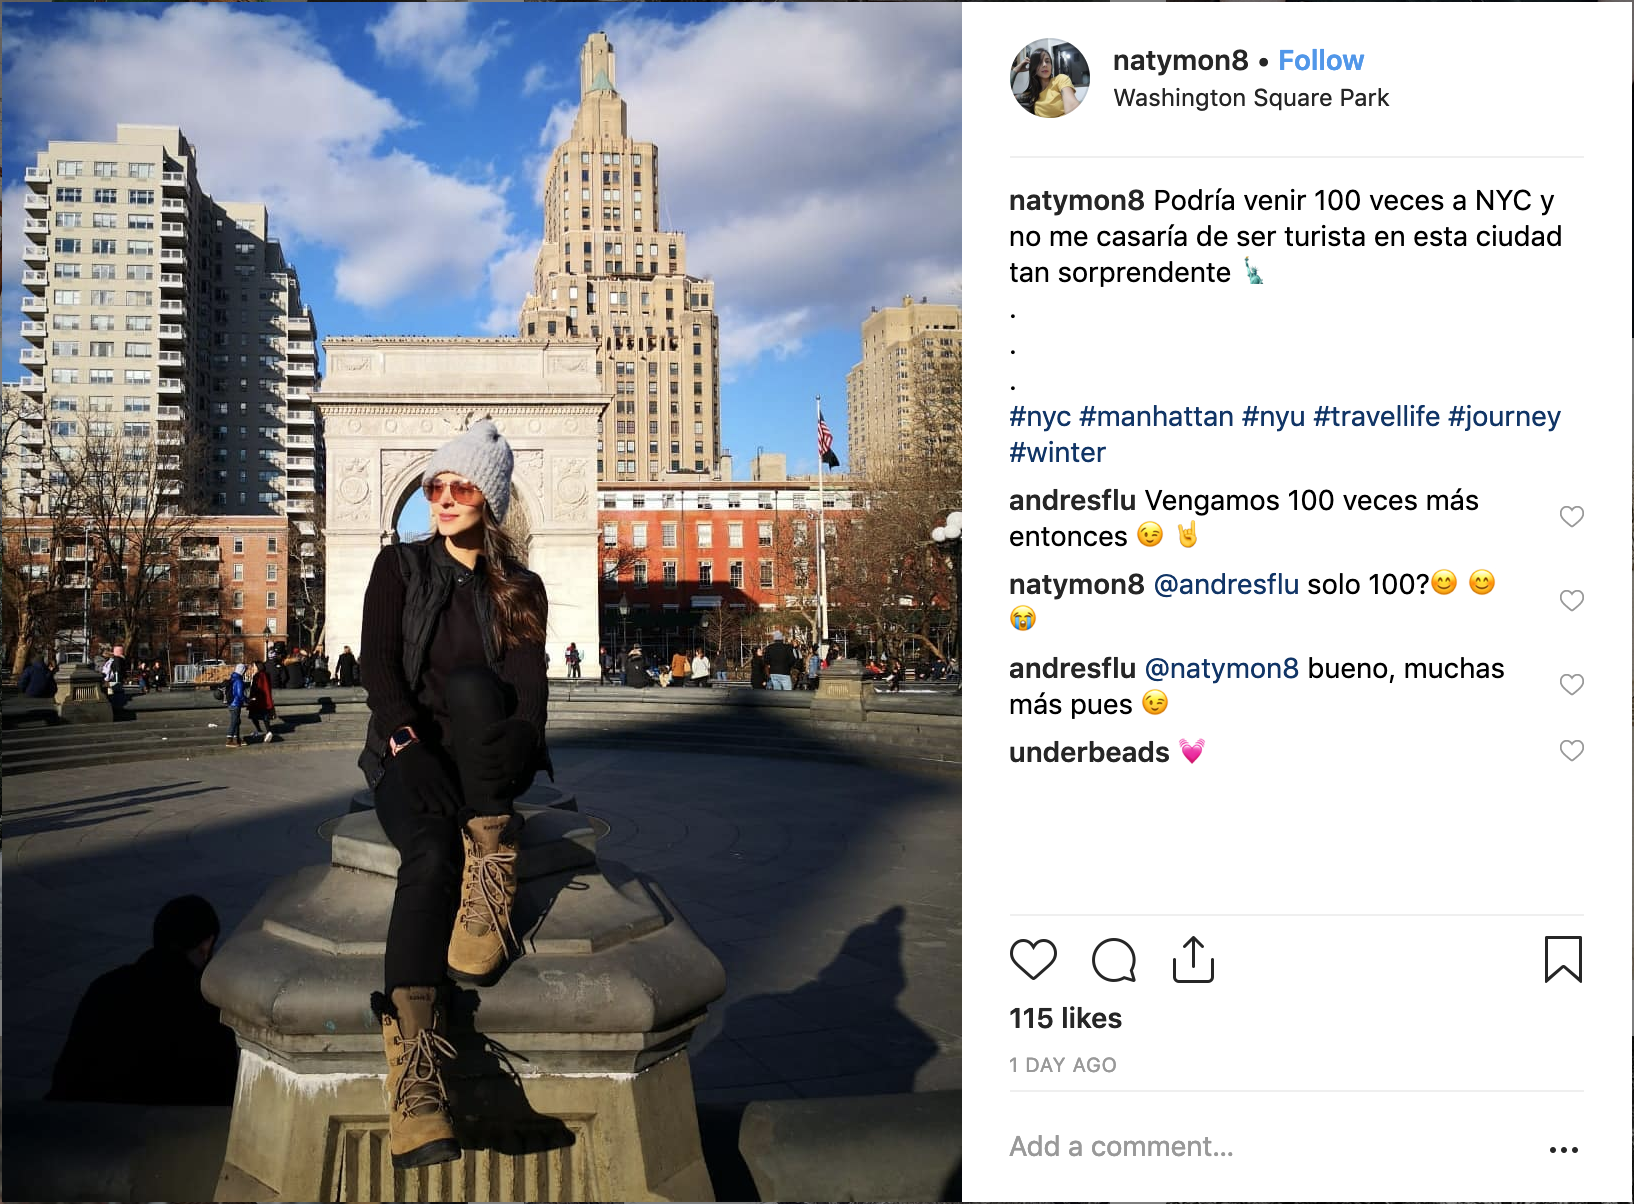 natymon8 • Follow
Washington Square Park
natymon8 Podría venir 100 veces a NYC y
no me casaría de ser turista en esta ciudad
tan sorprendente 🗽
.
.
.
#nyc #manhattan #nyu #travellife #journey
#winter
andresflu Vengamos 100 veces más
entonces 😉 🤘
natymon8 @andresflu solo 100?😊 😊
😭
andresflu @natymon8 bueno, muchas
más pues 😉
underbeads 💓
115 likes
1 DAY AGO
Add a comment...
SM